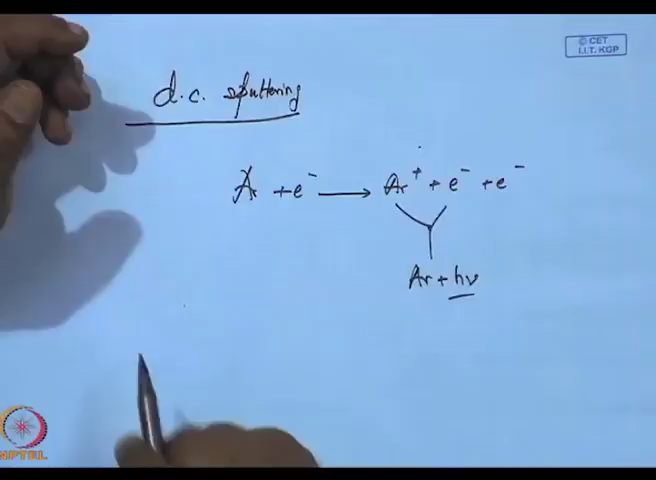 © CET
I.I.T. KGP
d.c. sputtering
Ar + e⁻ ⟶ Ar⁺ + e⁻ + e⁻
Ar + hν
NPTEL